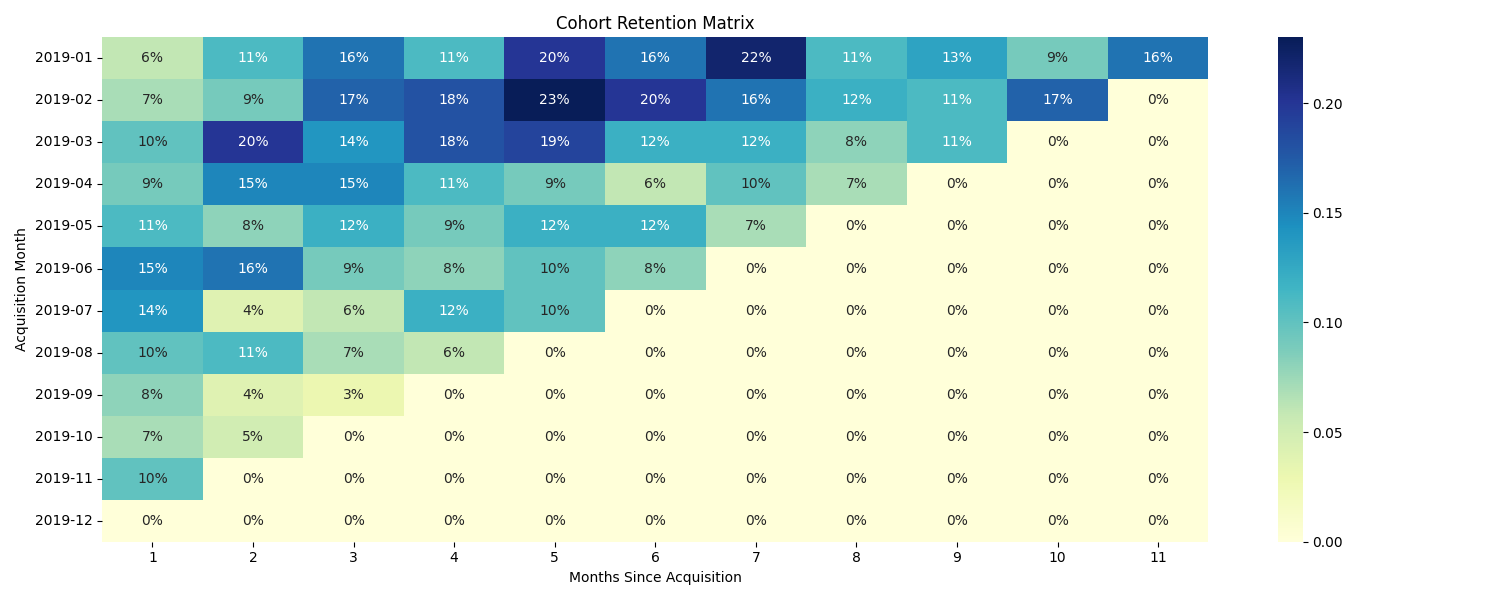 Cohort Retention Matrix
2019-01 6% 11% 16% 11% 20% 16% 22% 11% 13% 9% 16%
2019-02 7% 9% 17% 18% 23% 20% 16% 12% 11% 17% 0%
2019-03 10% 20% 14% 18% 19% 12% 12% 8% 11% 0% 0%
2019-04 9% 15% 15% 11% 9% 6% 10% 7% 0% 0% 0%
2019-05 11% 8% 12% 9% 12% 12% 7% 0% 0% 0% 0%
2019-06 15% 16% 9% 8% 10% 8% 0% 0% 0% 0% 0%
2019-07 14% 4% 6% 12% 10% 0% 0% 0% 0% 0% 0%
2019-08 10% 11% 7% 6% 0% 0% 0% 0% 0% 0% 0%
2019-09 8% 4% 3% 0% 0% 0% 0% 0% 0% 0% 0%
2019-10 7% 5% 0% 0% 0% 0% 0% 0% 0% 0% 0%
2019-11 10% 0% 0% 0% 0% 0% 0% 0% 0% 0% 0%
2019-12 0% 0% 0% 0% 0% 0% 0% 0% 0% 0% 0%
1 2 3 4 5 6 7 8 9 10 11
Months Since Acquisition
Acquisition Month
0.20
0.15
0.10
0.05
0.00